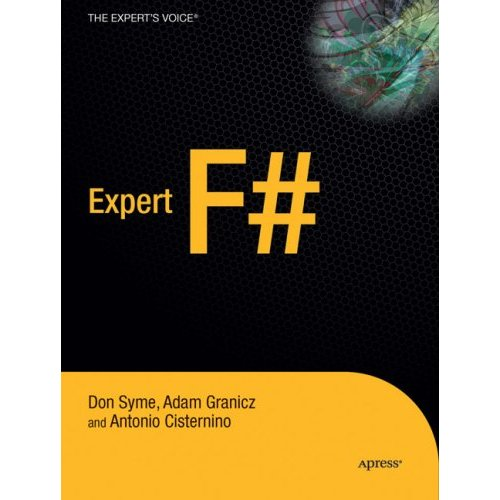 THE EXPERT'S VOICE®
Expert F#
Don Syme, Adam Granicz
and Antonio Cisternino
Apress®